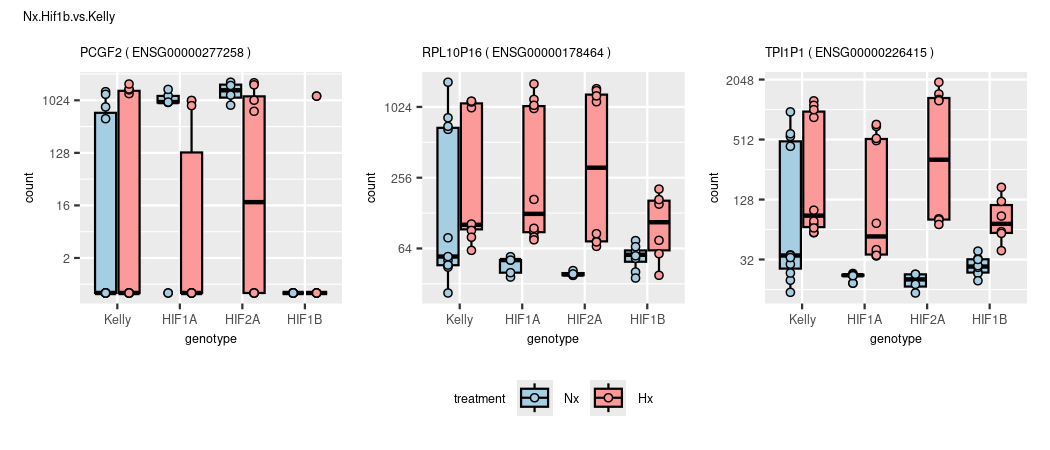 Nx.Hif1b.vs.Kelly
PCGF2 ( ENSG00000277258 )
count
1024
128
16
2
Kelly HIF1A HIF2A HIF1B
genotype
RPL10P16 ( ENSG00000178464 )
count
1024
256
64
Kelly HIF1A HIF2A HIF1B
genotype
TPI1P1 ( ENSG00000226415 )
count
2048
512
128
32
Kelly HIF1A HIF2A HIF1B
genotype
treatment Nx Hx